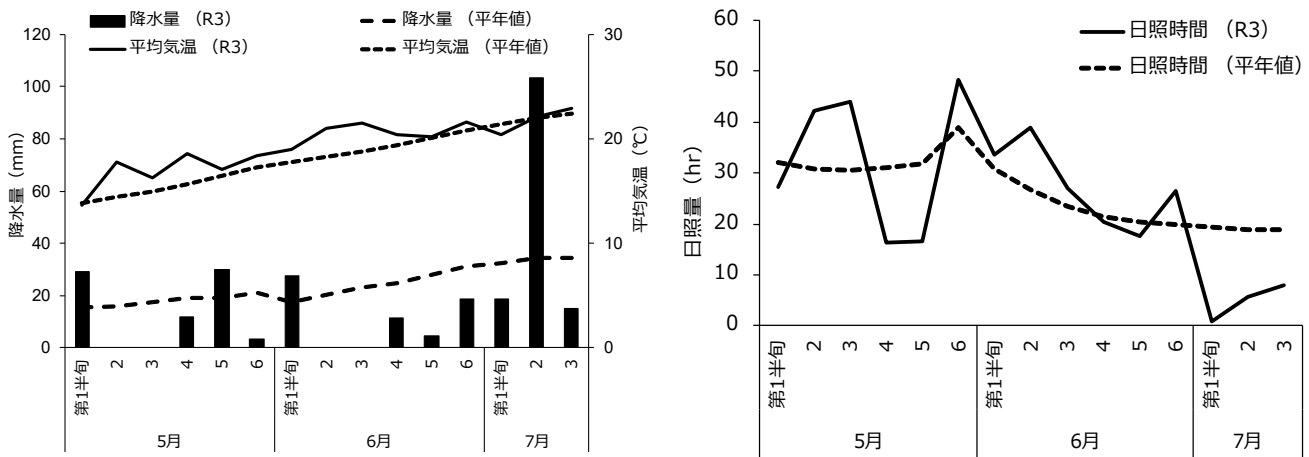 降水量 （R3）
降水量 （平年値）
平均気温 （R3）
平均気温 （平年値）
降水量（mm）
120
100
80
60
40
20
0
30
20
10
0
平均気温（℃）
第1半旬
2
3
4
5
6
第1半旬
2
3
4
5
6
第1半旬
2
3
5月
6月
7月
日照時間 （R3）
日照時間 （平年値）
日照量（hr）
60
50
40
30
20
10
0
第1半旬
2
3
4
5
6
第1半旬
2
3
4
5
6
第1半旬
2
3
5月
6月
7月